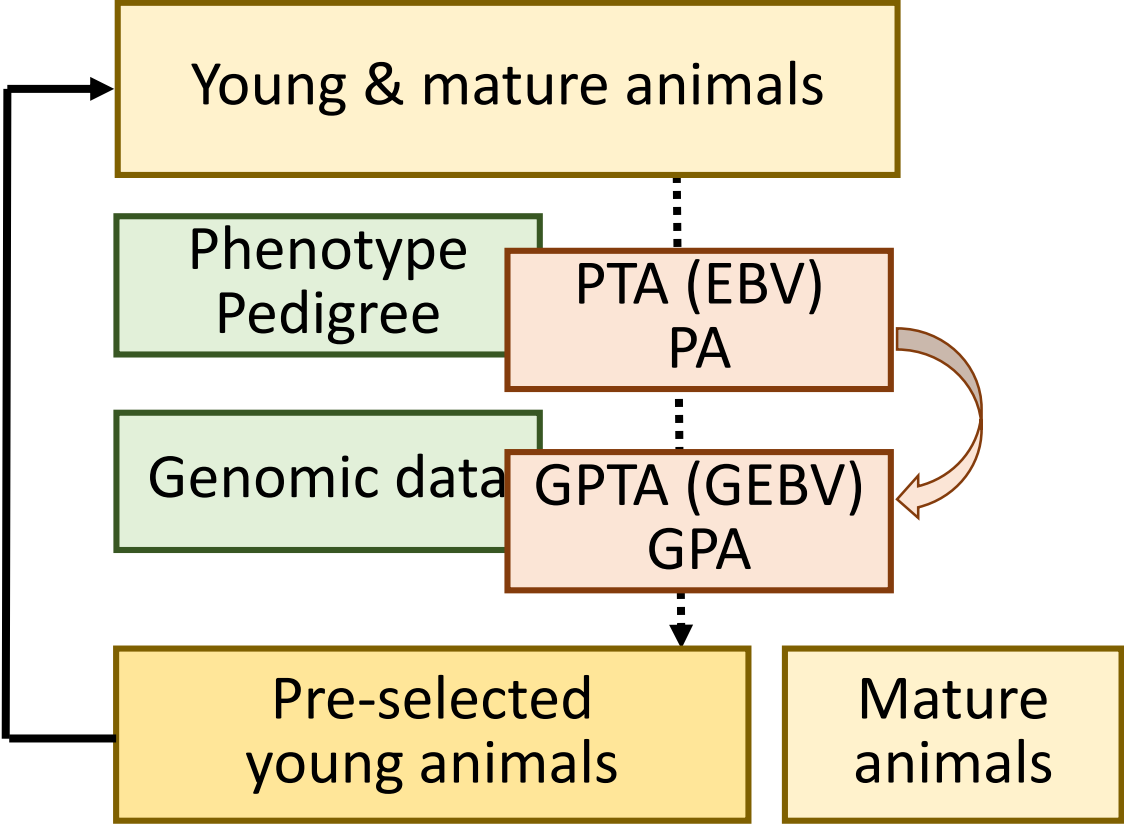 Young & mature animals
Phenotype
Pedigree
PTA (EBV)
PA
Genomic data
GPTA (GEBV)
GPA
Pre-selected
young animals
Mature
animals